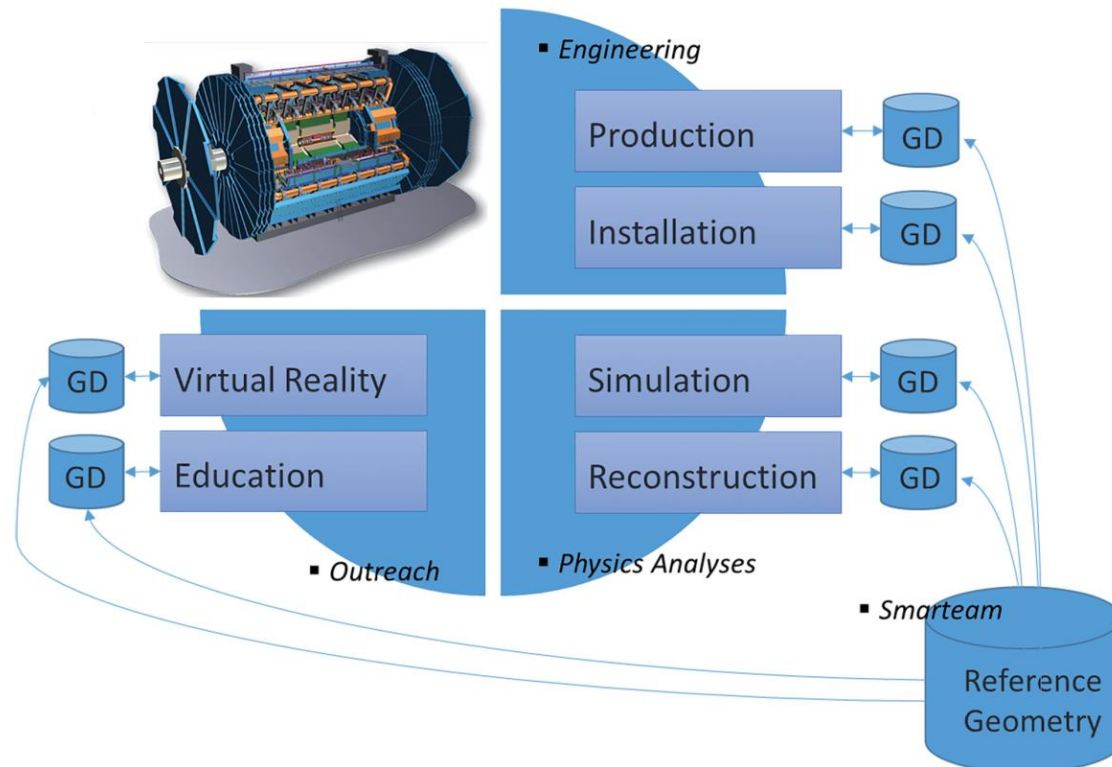 ▪ Engineering
Production
GD
Installation
GD
GD
Virtual Reality
Simulation
GD
GD
Education
Reconstruction
GD
▪ Outreach
▪ Physics Analyses
▪ Smarteam
Reference
Geometry